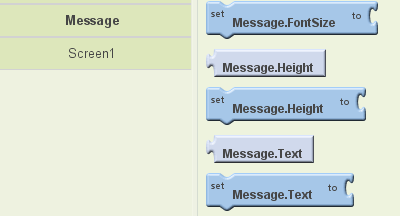 Message
Screen1
set Message.FontSize to
Message.Height
set Message.Height to
Message.Text
set Message.Text to